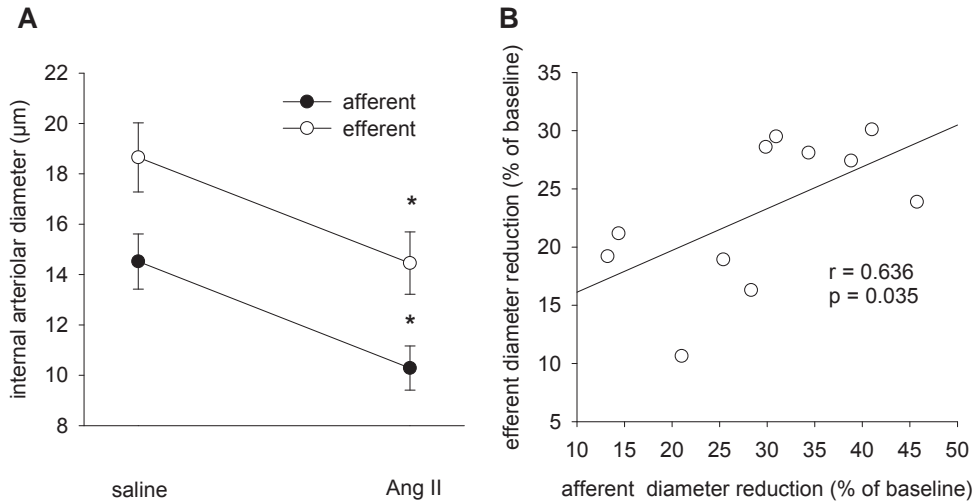 A
internal arteriolar diameter (µm)
22
20
18
16
14
12
10
8
afferent
efferent
*
*
saline
Ang II
B
efferent diameter reduction (% of baseline)
35
30
25
20
15
10
5
r = 0.636
p = 0.035
10 15 20 25 30 35 40 45 50
afferent diameter reduction (% of baseline)